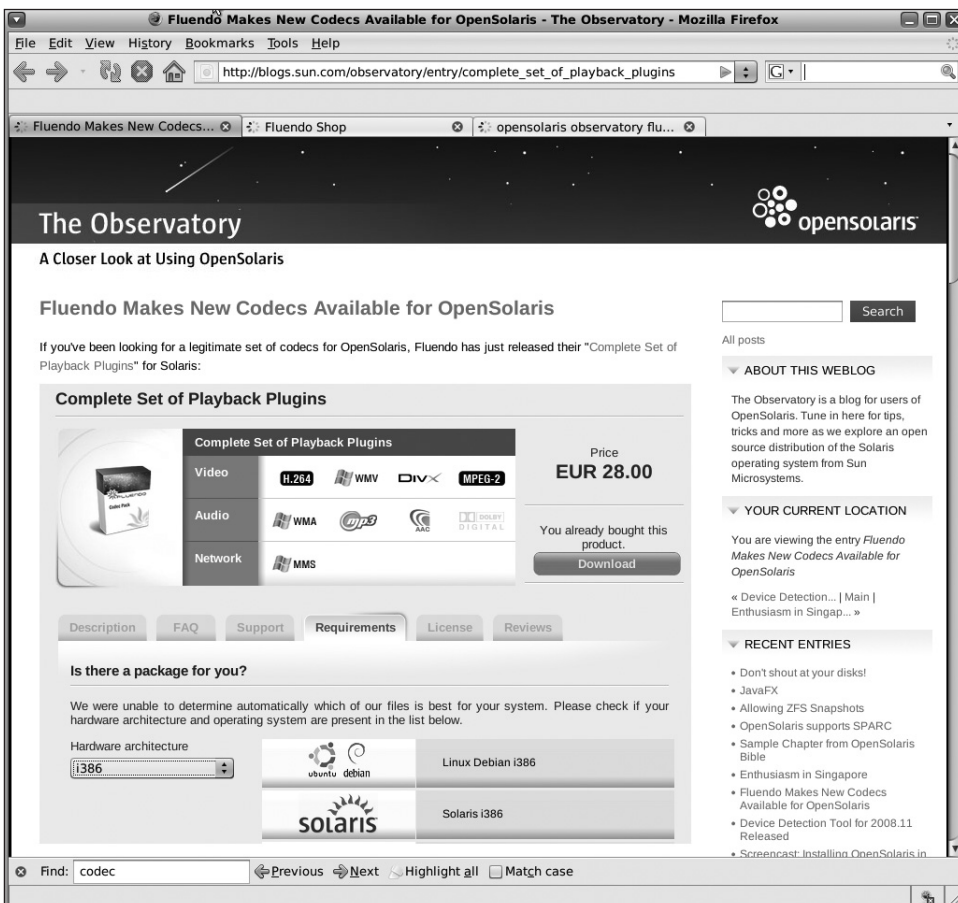 Fluendo Makes New Codecs Available for OpenSolaris - The Observatory - Mozilla Firefox
File Edit View History Bookmarks Tools Help
http://blogs.sun.com/observatory/entry/complete_set_of_playback_plugins
G
Fluendo Makes New Codecs...
Fluendo Shop
opensolaris observatory flu...
The Observatory
opensolaris
A Closer Look at Using OpenSolaris
Fluendo Makes New Codecs Available for OpenSolaris
If you've been looking for a legitimate set of codecs for OpenSolaris, Fluendo has just released their "Complete Set of
Playback Plugins" for Solaris:
Complete Set of Playback Plugins
Complete Set of Playback Plugins
Video
H.264 WMV DIVX MPEG-2
Audio
WMA mp3 AAC DOLBY DIGITAL
Network
MMS
FLUENDO
Codec Pack
Price
EUR 28.00
You already bought this
product.
Download
Description FAQ Support Requirements License Reviews
Is there a package for you?
We were unable to determine automatically which of our files is best for your system. Please check if your
hardware architecture and operating system are present in the list below.
Hardware architecture
i386
ubuntu debian
Linux Debian i386
solaris
Solaris i386
Search
All posts
ABOUT THIS WEBLOG
The Observatory is a blog for users of
OpenSolaris. Tune in here for tips,
tricks and more as we explore an open
source distribution of the Solaris
operating system from Sun
Microsystems.
YOUR CURRENT LOCATION
You are viewing the entry Fluendo
Makes New Codecs Available for
OpenSolaris
« Device Detection... | Main |
Enthusiasm in Singap... »
RECENT ENTRIES
• Don't shout at your disks!
• JavaFX
• Allowing ZFS Snapshots
• OpenSolaris supports SPARC
• Sample Chapter from OpenSolaris
Bible
• Enthusiasm in Singapore
• Fluendo Makes New Codecs
Available for OpenSolaris
• Device Detection Tool for 2008.11
Released
• Screencast: Installing OpenSolaris in
Find: codec Previous Next Highlight all Match case